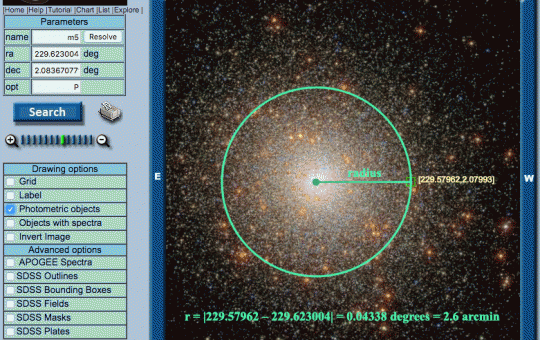 |Home |Help |Tutorial |Chart |List |Explore |
Parameters
name m5 Resolve
ra 229.623004 deg
dec 2.08367077 deg
opt P
Search
Drawing options
Grid
Label
Photometric objects
Objects with spectra
Invert Image
Advanced options
APOGEE Spectra
SDSS Outlines
SDSS Bounding Boxes
SDSS Fields
SDSS Masks
SDSS Plates
E
radius
[229.57962,2.07993]
W
r = |229.57962 − 229.623004| = 0.04338 degrees = 2.6 arcmin